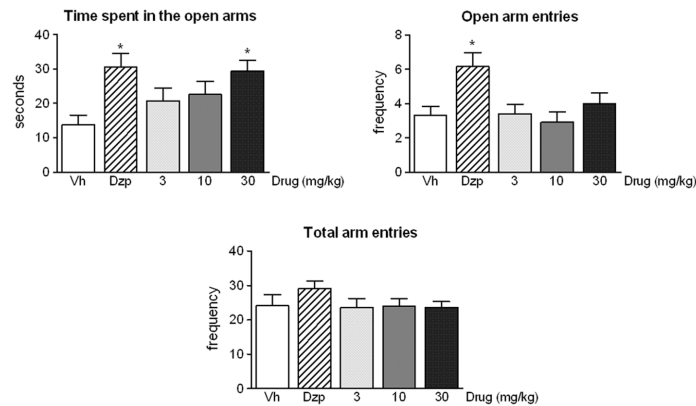 Time spent in the open arms
40
30
20
10
0
seconds
*
*
Vh Dzp 3 10 30 Drug (mg/kg)
Open arm entries
8
6
4
2
0
frequency
*
Vh Dzp 3 10 30 Drug (mg/kg)
Total arm entries
40
30
20
10
0
frequency
Vh Dzp 3 10 30 Drug (mg/kg)